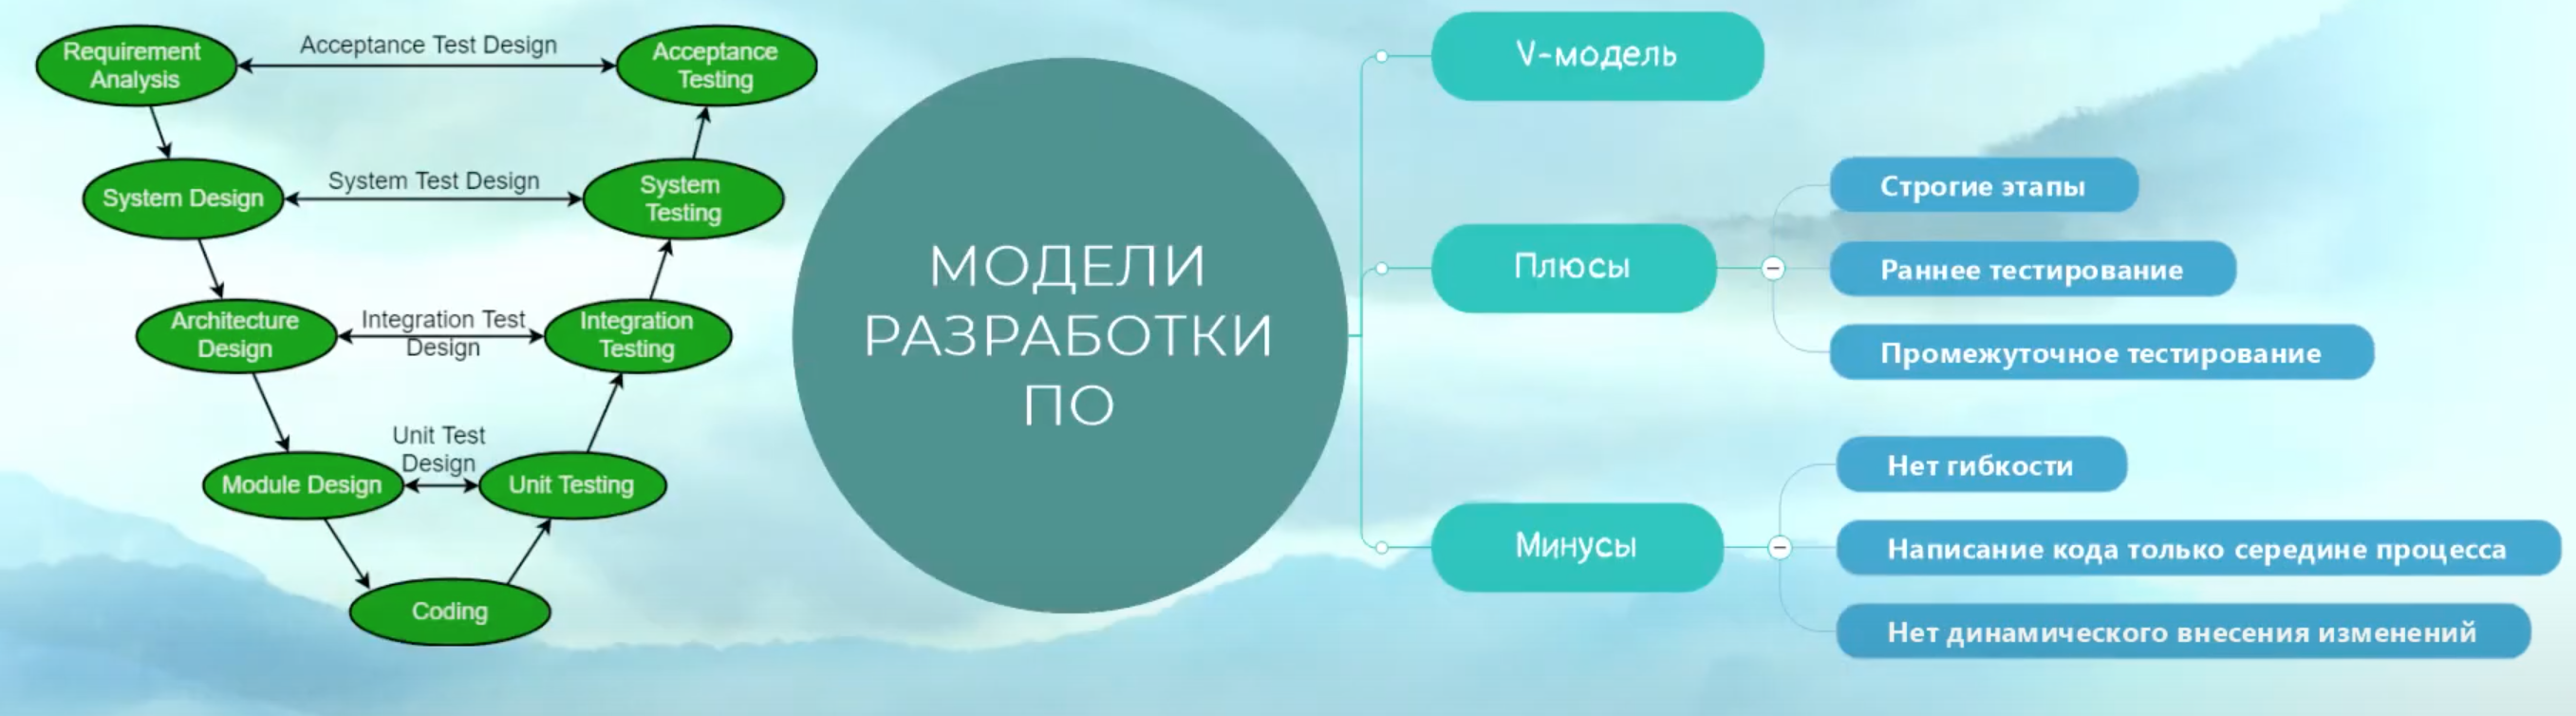 Requirement
Analysis
Acceptance Test Design
Acceptance
Testing
System Design
System Test Design
System
Testing
Architecture
Design
Integration Test
Design
Integration
Testing
Module Design
Unit Test
Design
Unit Testing
Coding
МОДЕЛИ
РАЗРАБОТКИ
ПО
V-модель
Плюсы
Строгие этапы
Раннее тестирование
Промежуточное тестирование
Минусы
Нет гибкости
Написание кода только середине процесса
Нет динамического внесения изменений